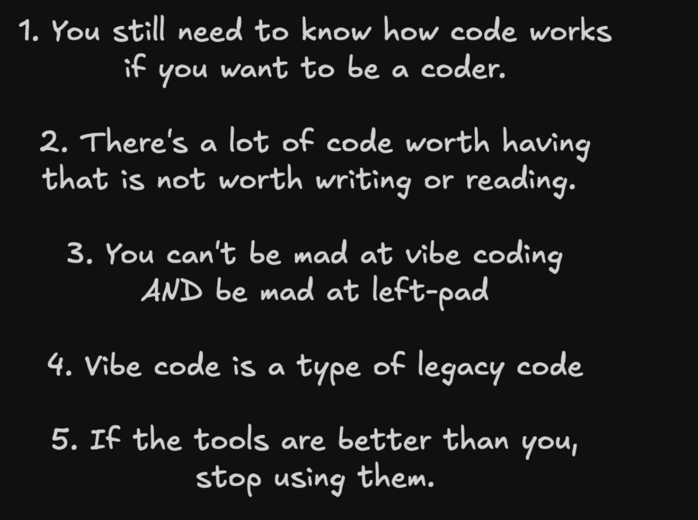 1. You still need to know how code works
if you want to be a coder.
2. There's a lot of code worth having
that is not worth writing or reading.
3. You can't be mad at vibe coding
AND be mad at left-pad
4. Vibe code is a type of legacy code
5. If the tools are better than you,
stop using them.